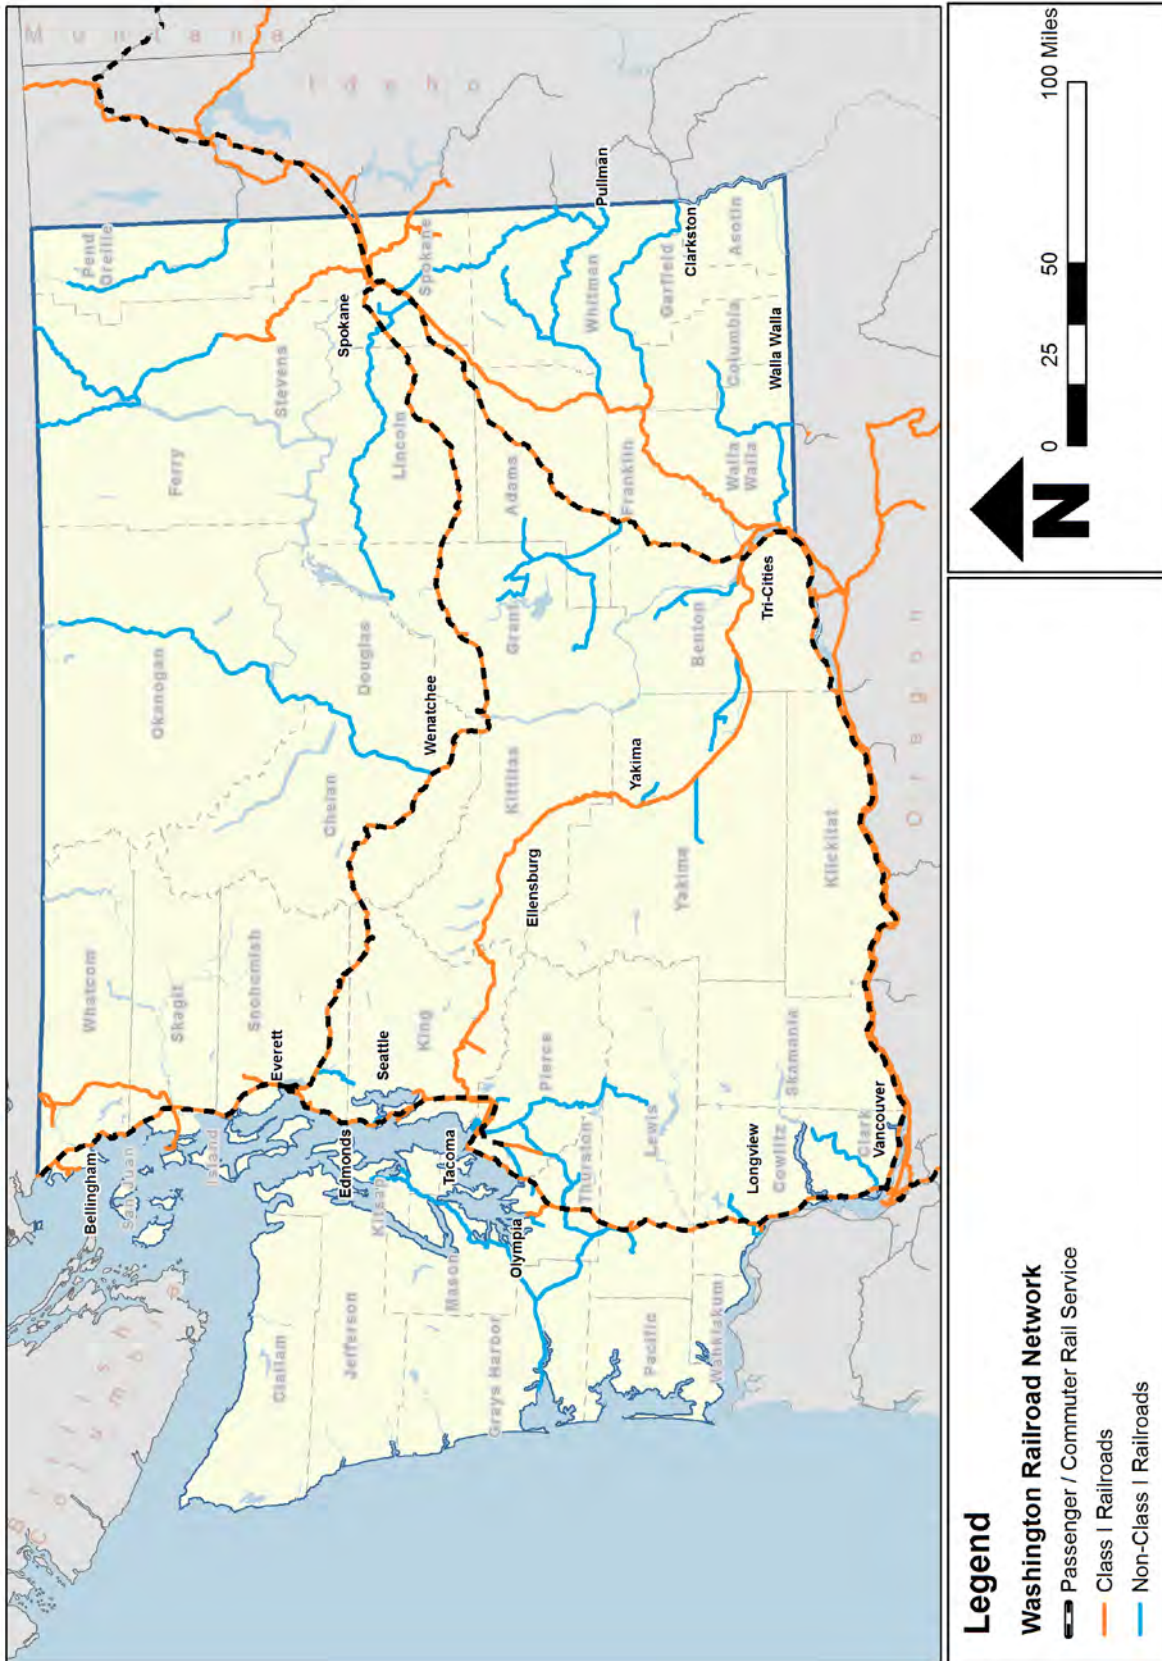 Montana
Idaho
Oregon
British
Columbia
Whatcom
Skagit
San Juan
Island
Snohomish
Okanogan
Ferry
Stevens
Pend
Oreille
Clallam
Jefferson
Kitsap
Mason
Grays Harbor
King
Chelan
Douglas
Lincoln
Spokane
Kittitas
Grant
Adams
Whitman
Pierce
Thurston
Lewis
Pacific
Wahkiakum
Cowlitz
Skamania
Clark
Yakima
Klickitat
Benton
Franklin
Walla
Walla
Columbia
Garfield
Asotin
Bellingham
Everett
Edmonds
Seattle
Tacoma
Olympia
Longview
Vancouver
Wenatchee
Ellensburg
Yakima
Tri-Cities
Spokane
Pullman
Clarkston
Walla Walla
Legend
Washington Railroad Network
Passenger / Commuter Rail Service
Class I Railroads
Non-Class I Railroads
N
0 25 50 100 Miles